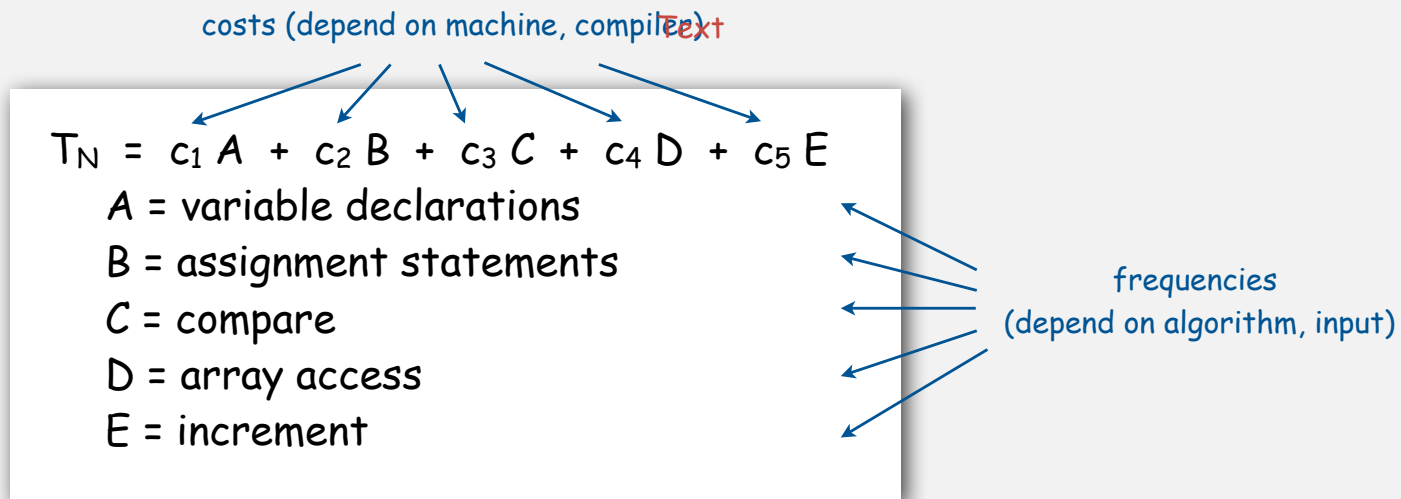 costs (depend on machine, compiler)
Text
T_N = c₁ A + c₂ B + c₃ C + c₄ D + c₅ E
A = variable declarations
B = assignment statements
C = compare
D = array access
E = increment
frequencies
(depend on algorithm, input)